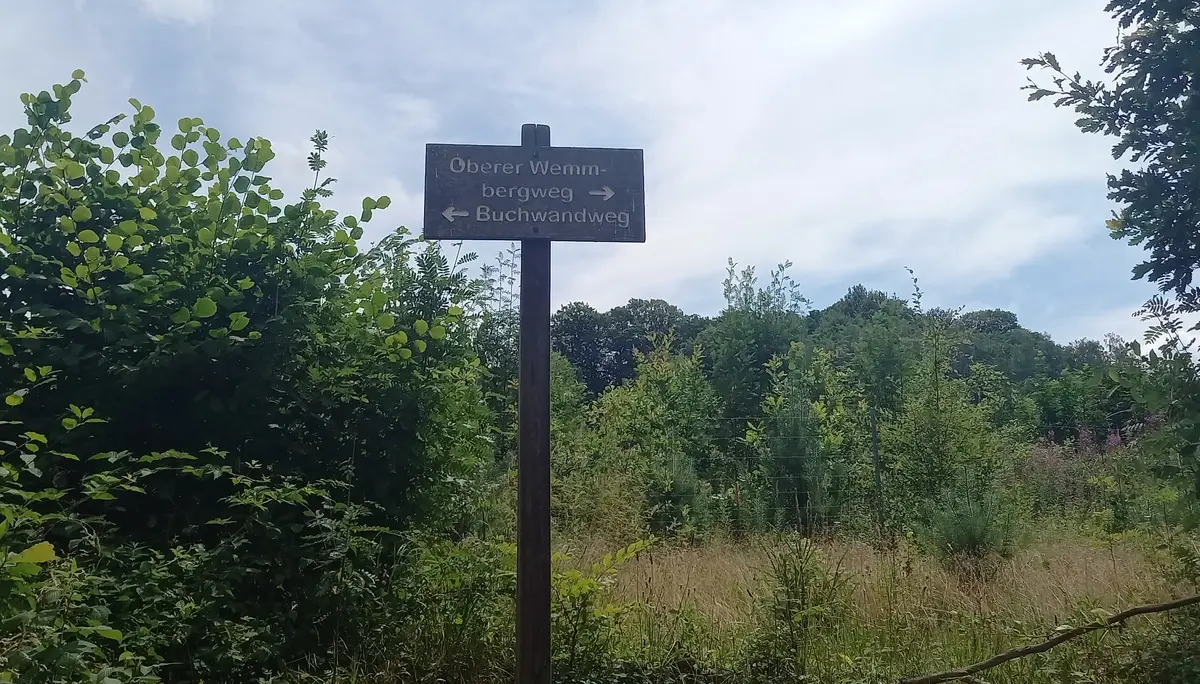 Oberer Wemm-
bergweg →
← Buchwandweg